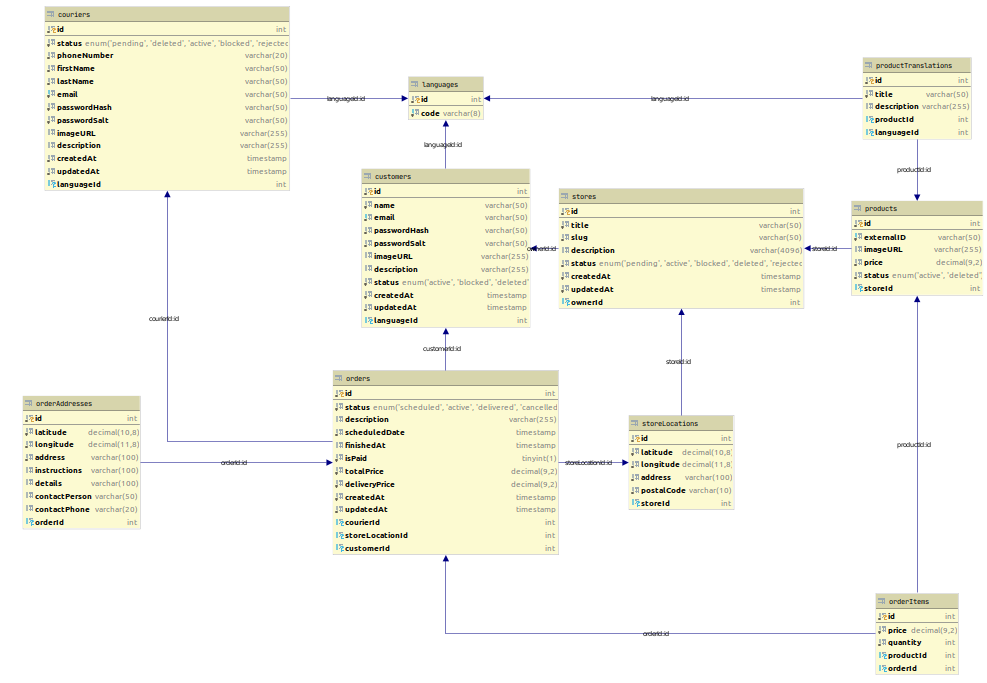 couriers
id int
status enum('pending', 'deleted', 'active', 'blocked', 'rejectec
phoneNumber varchar(20)
firstName varchar(50)
lastName varchar(50)
email varchar(50)
passwordHash varchar(50)
passwordSalt varchar(50)
imageURL varchar(255)
description varchar(255)
createdAt timestamp
updatedAt timestamp
languageId int
languageId:id
languages
id int
code varchar(8)
languageId:id
productTranslations
id int
title varchar(50)
description varchar(255)
productId int
languageId int
languageId:id
productId:id
customers
id int
name varchar(50)
email varchar(50)
passwordHash varchar(50)
passwordSalt varchar(50)
imageURL varchar(255)
description varchar(255)
status enum('active', 'blocked', 'deleted'
createdAt timestamp
updatedAt timestamp
languageId int
ownerId:id
stores
id int
title varchar(50)
slug varchar(50)
description varchar(4096)
status enum('pending', 'active', 'blocked', 'deleted', 'rejectec
createdAt timestamp
updatedAt timestamp
ownerId int
storeId:id
products
id int
externalID varchar(50)
imageURL varchar(255)
price decimal(9,2)
status enum('active', 'deleted',
storeId int
courierId:id
customerId:id
storeId:id
orders
id int
status enum('scheduled', 'active', 'delivered', 'cancelled
description varchar(255)
scheduledDate timestamp
finishedAt timestamp
isPaid tinyint(1)
totalPrice decimal(9,2)
deliveryPrice decimal(9,2)
createdAt timestamp
updatedAt timestamp
courierId int
storeLocationId int
customerId int
orderAddresses
id int
latitude decimal(10,8)
longitude decimal(11,8)
address varchar(100)
instructions varchar(100)
details varchar(100)
contactPerson varchar(50)
contactPhone varchar(20)
orderId int
orderId:id
storeLocationId:id
storeLocations
id int
latitude decimal(10,8)
longitude decimal(11,8)
address varchar(100)
postalCode varchar(10)
storeId int
productId:id
orderItems
id int
price decimal(9,2)
quantity int
productId int
orderId int
orderId:id